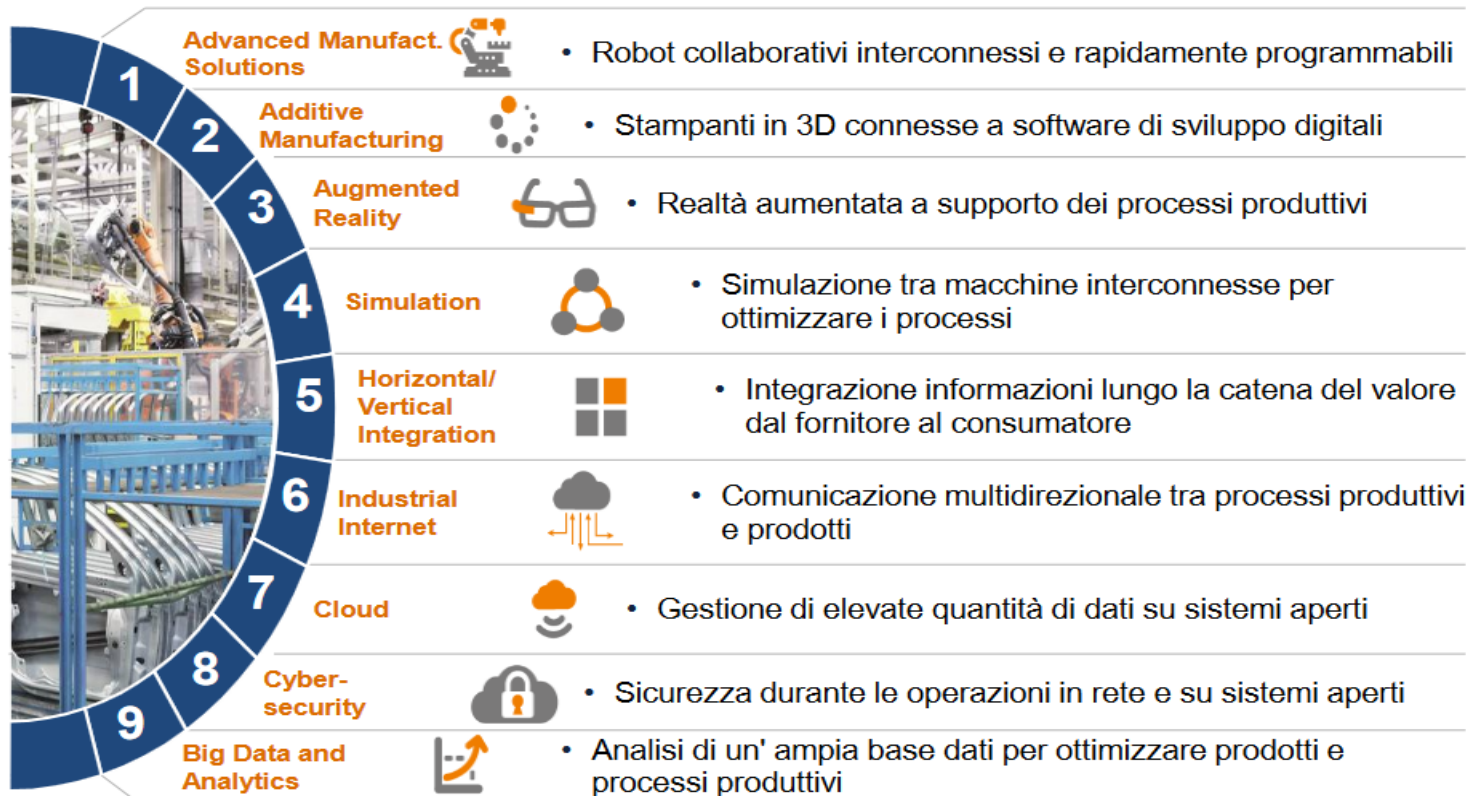 1
Advanced Manufact.
Solutions
• Robot collaborativi interconnessi e rapidamente programmabili
2
Additive
Manufacturing
• Stampanti in 3D connesse a software di sviluppo digitali
3
Augmented
Reality
• Realtà aumentata a supporto dei processi produttivi
4
Simulation
• Simulazione tra macchine interconnesse per
ottimizzare i processi
5
Horizontal/
Vertical
Integration
• Integrazione informazioni lungo la catena del valore
dal fornitore al consumatore
6
Industrial
Internet
• Comunicazione multidirezionale tra processi produttivi
e prodotti
7
Cloud
• Gestione di elevate quantità di dati su sistemi aperti
8
Cyber-
security
• Sicurezza durante le operazioni in rete e su sistemi aperti
9
Big Data and
Analytics
• Analisi di un' ampia base dati per ottimizzare prodotti e
processi produttivi